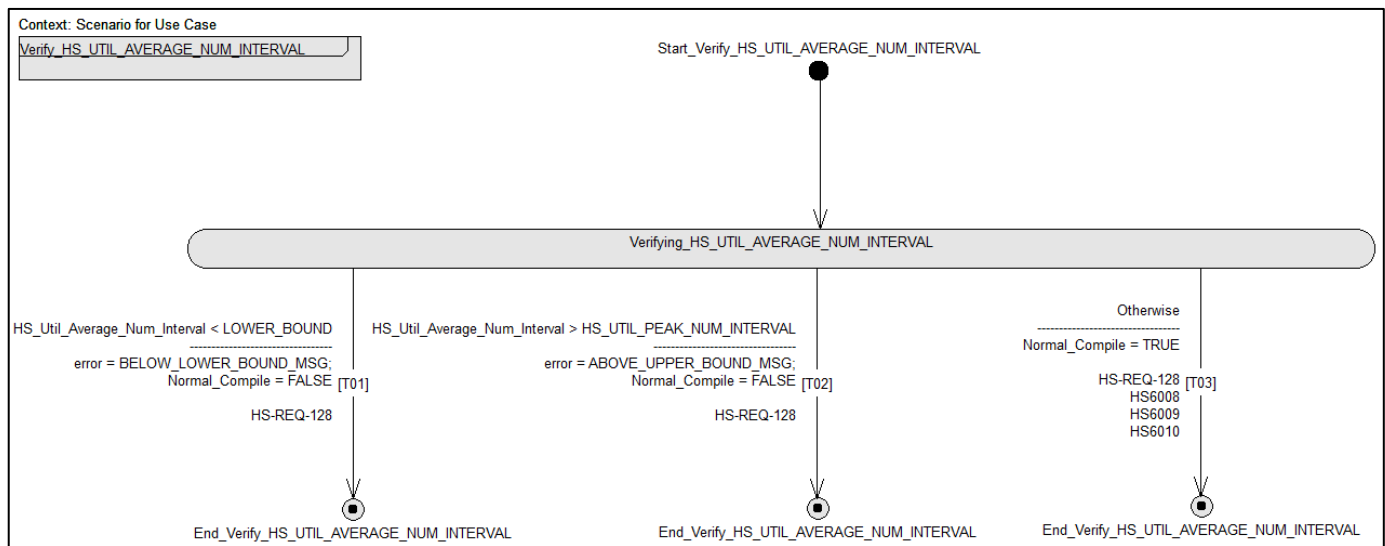 Context: Scenario for Use Case
Verify_HS_UTIL_AVERAGE_NUM_INTERVAL
Start_Verify_HS_UTIL_AVERAGE_NUM_INTERVAL
Verifying_HS_UTIL_AVERAGE_NUM_INTERVAL
HS_Util_Average_Num_Interval < LOWER_BOUND
---------------------------------
error = BELOW_LOWER_BOUND_MSG;
Normal_Compile = FALSE
[T01]
HS-REQ-128
HS_Util_Average_Num_Interval > HS_UTIL_PEAK_NUM_INTERVAL
---------------------------------
error = ABOVE_UPPER_BOUND_MSG;
Normal_Compile = FALSE
[T02]
HS-REQ-128
Otherwise
---------------------------------
Normal_Compile = TRUE
HS-REQ-128
[T03]
HS6008
HS6009
HS6010
End_Verify_HS_UTIL_AVERAGE_NUM_INTERVAL
End_Verify_HS_UTIL_AVERAGE_NUM_INTERVAL
End_Verify_HS_UTIL_AVERAGE_NUM_INTERVAL